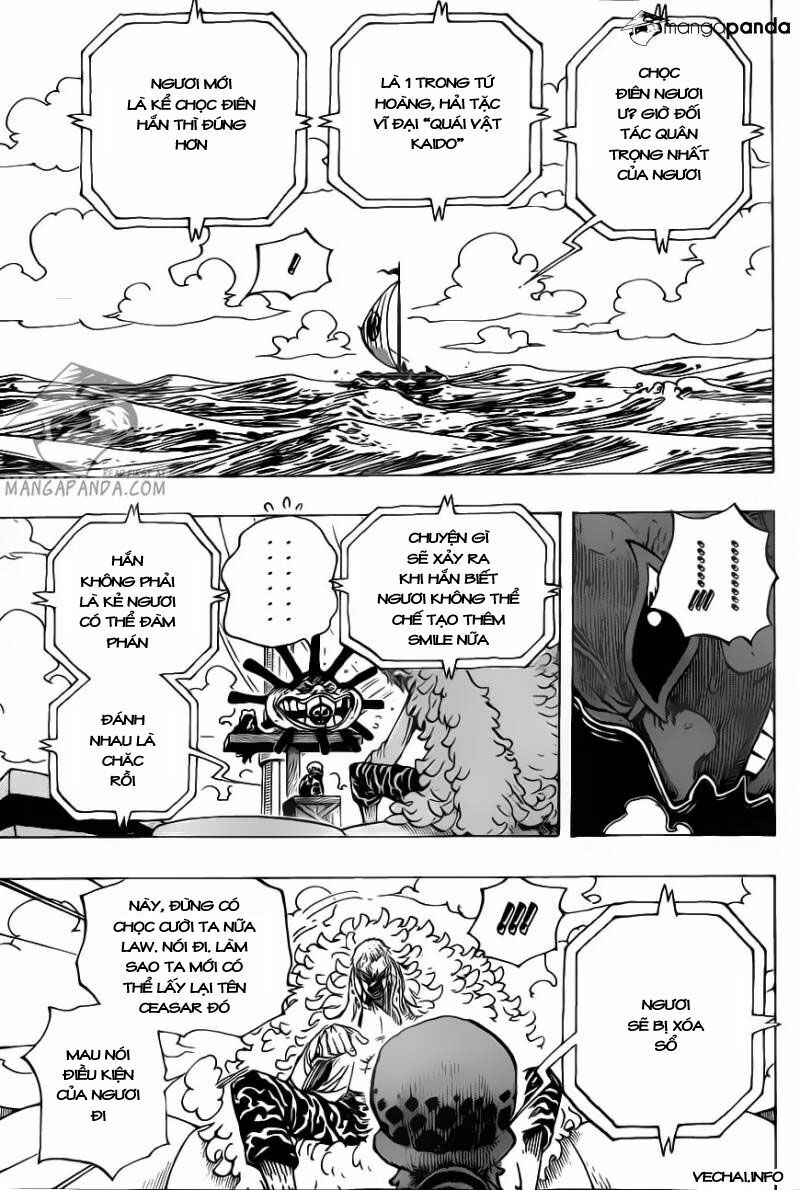 mangapanda
CHỌC
ĐIÊN NGƯƠI
Ư? GIỜ ĐỐI
TÁC QUÂN
TRỌNG NHẤT
CỦA NGƯƠI
LÀ 1 TRONG TỨ
HOÀNG, HẢI TẶC
VĨ ĐẠI "QUÁI VẬT
KAIDO"
NGƯƠI MỚI
LÀ KỂ CHỌC ĐIÊN
HẮN THÌ ĐÚNG
HƠN
!
READ FIRST AT
MANGAPANDA.COM
.........!!!
CHUYỆN GÌ
SẼ XẢY RA
KHI HẮN BIẾT
NGƯƠI KHÔNG THỂ
CHẾ TẠO THÊM
SMILE NỮA
HẮN
KHÔNG PHẢI
LÀ KẺ NGƯƠI
CÓ THỂ ĐÀM
PHÁN
ĐÁNH
NHAU LÀ
CHẮC
RỒI
NGƯƠI
SẼ BỊ XÓA
SỔ
!!!
NÀY, ĐỪNG CÓ
CHỌC CƯỜI TA NỮA
LAW. NÓI ĐI, LÀM
SAO TA MỚI CÓ
THỂ LẤY LẠI TÊN
CEASAR ĐÓ
MAU NÓI
ĐIỀU KIỆN
CỦA NGƯƠI
ĐI
VECHAI.INFO